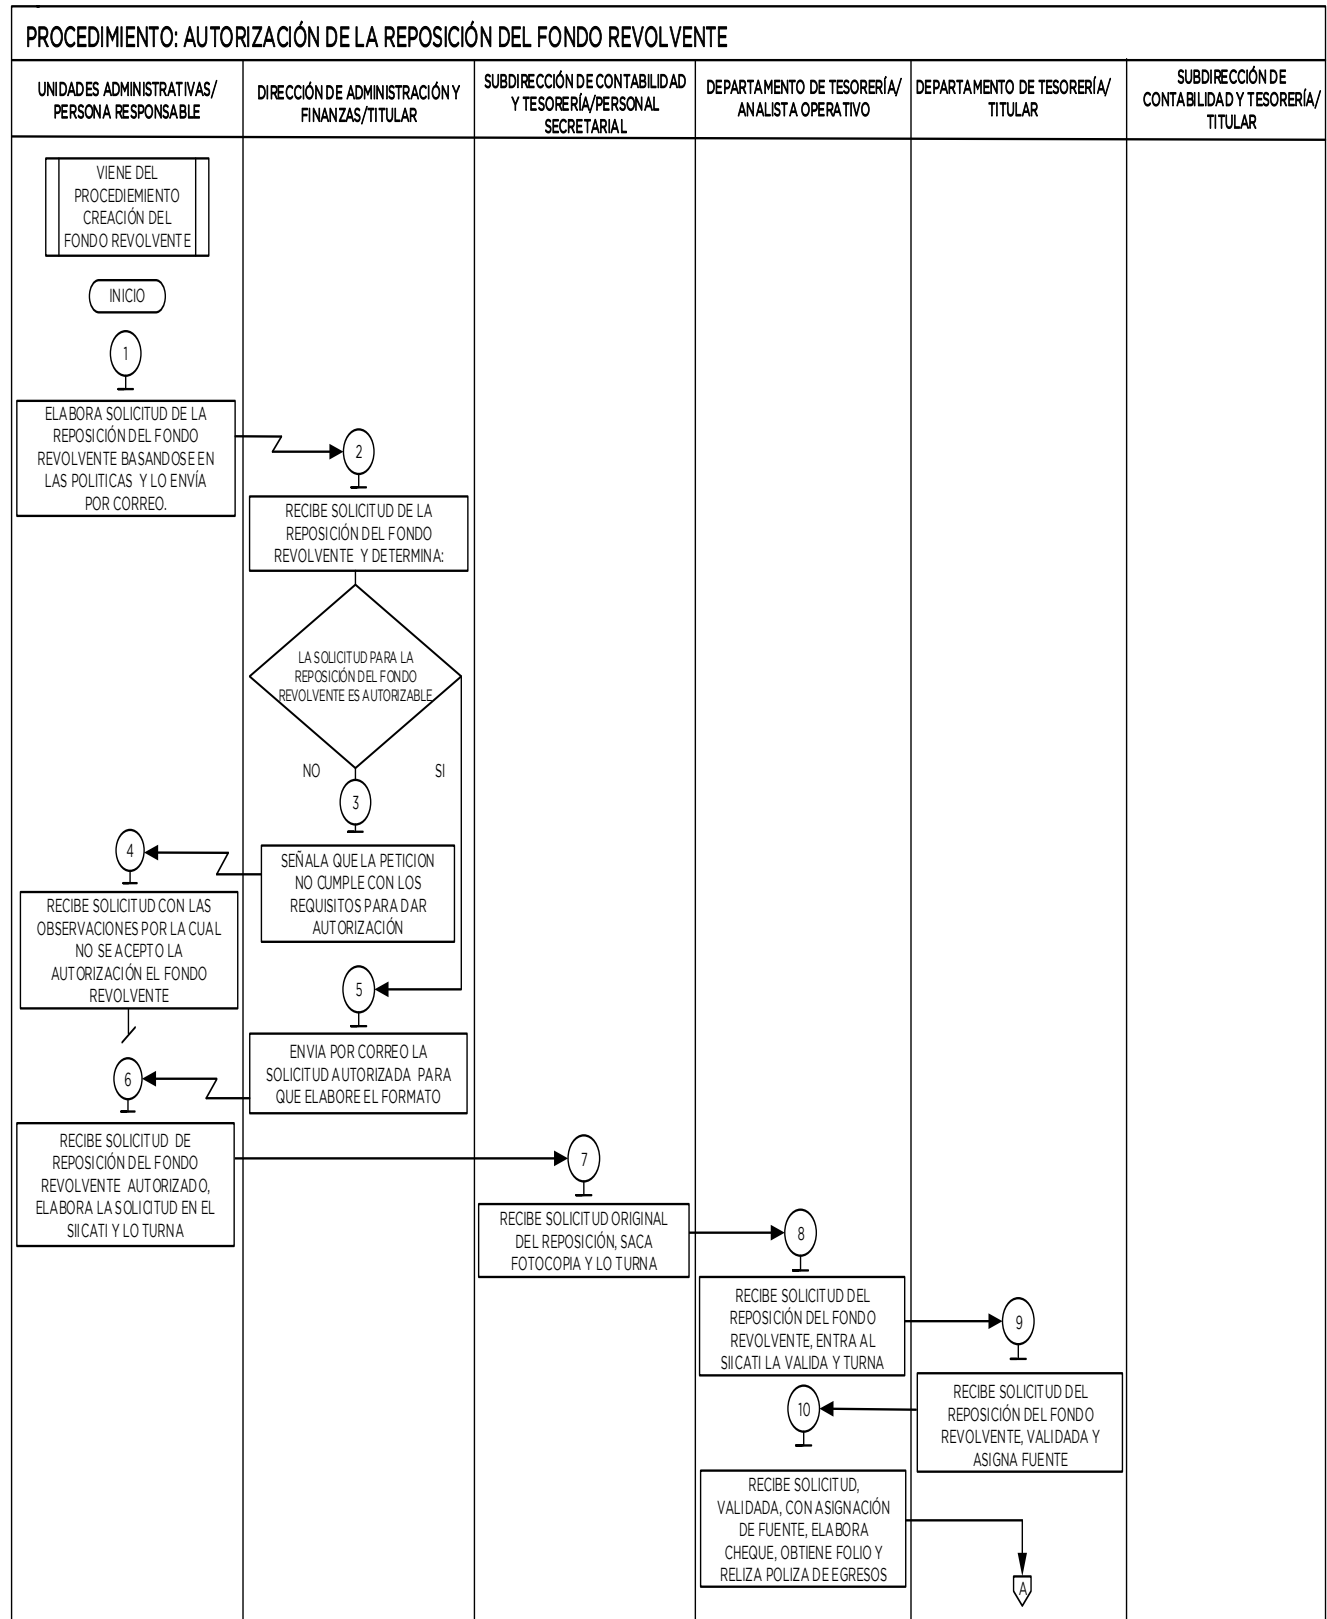 PROCEDIMIENTO: AUTORIZACIÓN DE LA REPOSICIÓN DEL FONDO REVOLVENTE
UNIDADES ADMINISTRATIVAS/
PERSONA RESPONSABLE
DIRECCIÓN DE ADMINISTRACIÓN Y
FINANZAS/TITULAR
SUBDIRECCIÓN DE CONTABILIDAD
Y TESORERÍA/PERSONAL
SECRETARIAL
DEPARTAMENTO DE TESORERÍA/
ANALISTA OPERATIVO
DEPARTAMENTO DE TESORERÍA/
TITULAR
SUBDIRECCIÓN DE
CONTABILIDAD Y TESORERÍA/
TITULAR
VIENE DEL
PROCEDIEMIENTO
CREACIÓN DEL
FONDO REVOLVENTE
INICIO
1
ELABORA SOLICITUD DE LA
REPOSICIÓN DEL FONDO
REVOLVENTE BASANDOSE EN
LAS POLITICAS Y LO ENVÍA
POR CORREO.
2
RECIBE SOLICITUD DE LA
REPOSICIÓN DEL FONDO
REVOLVENTE Y DETERMINA:
LA SOLICITUD PARA LA
REPOSICIÓN DEL FONDO
REVOLVENTE ES AUTORIZABLE
NO
SI
3
SEÑALA QUE LA PETICION
NO CUMPLE CON LOS
REQUISITOS PARA DAR
AUTORIZACIÓN
4
RECIBE SOLICITUD CON LAS
OBSERVACIONES POR LA CUAL
NO SE ACEPTO LA
AUTORIZACIÓN EL FONDO
REVOLVENTE
5
ENVIA POR CORREO LA
SOLICITUD AUTORIZADA PARA
QUE ELABORE EL FORMATO
6
RECIBE SOLICITUD DE
REPOSICIÓN DEL FONDO
REVOLVENTE AUTORIZADO,
ELABORA LA SOLICITUD EN EL
SIICATI Y LO TURNA
7
RECIBE SOLICITUD ORIGINAL
DEL REPOSICIÓN, SACA
FOTOCOPIA Y LO TURNA
8
RECIBE SOLICITUD DEL
REPOSICIÓN DEL FONDO
REVOLVENTE, ENTRA AL
SIICATI LA VALIDA Y TURNA
9
RECIBE SOLICITUD DEL
REPOSICIÓN DEL FONDO
REVOLVENTE, VALIDADA Y
ASIGNA FUENTE
10
RECIBE SOLICITUD,
VALIDADA, CON ASIGNACIÓN
DE FUENTE, ELABORA
CHEQUE, OBTIENE FOLIO Y
RELIZA POLIZA DE EGRESOS
A